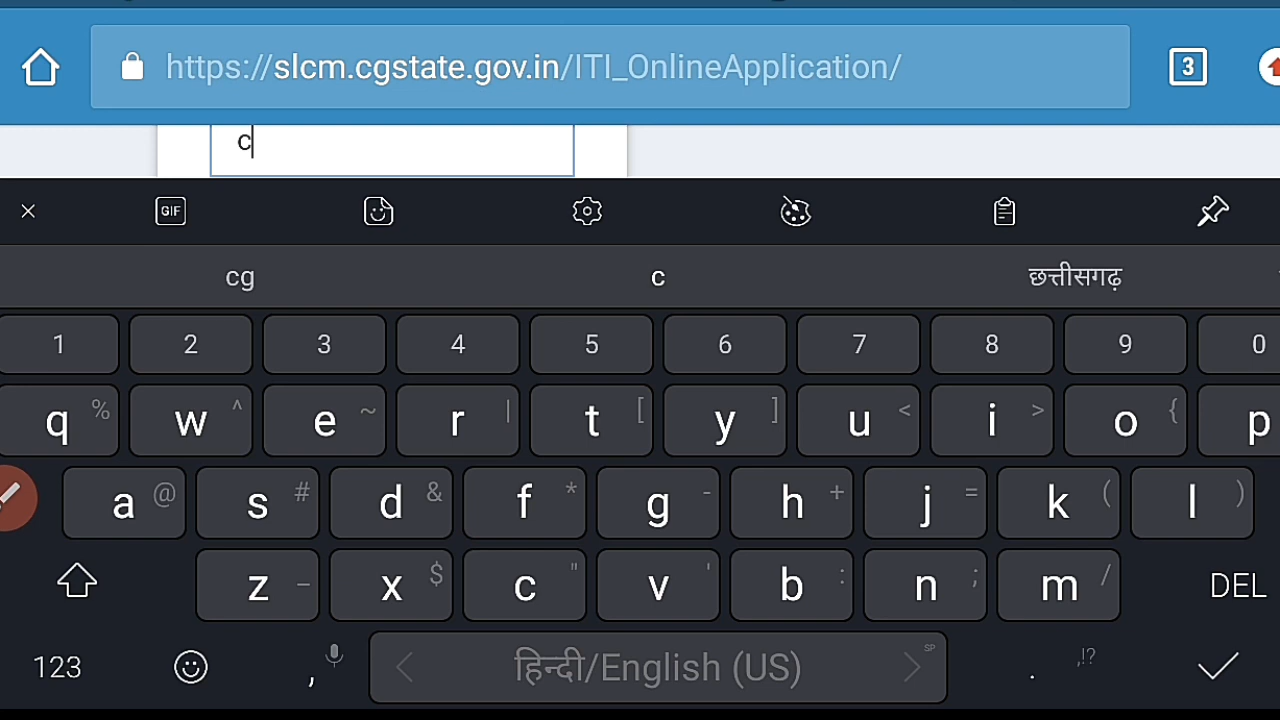 https://slcm.cgstate.gov.in/ITI_OnlineApplication/ 3
c
GIF
cg c छत्तीसगढ़
1 2 3 4 5 6 7 8 9 0
q % w ^ e ~ r | t [ y ] u < i > o { p
a @ s # d & f * g - h + j = k ( l )
z _ x $ c " v ' b : n ; m / DEL
123 , हिन्दी/English (US) SP . ,!?